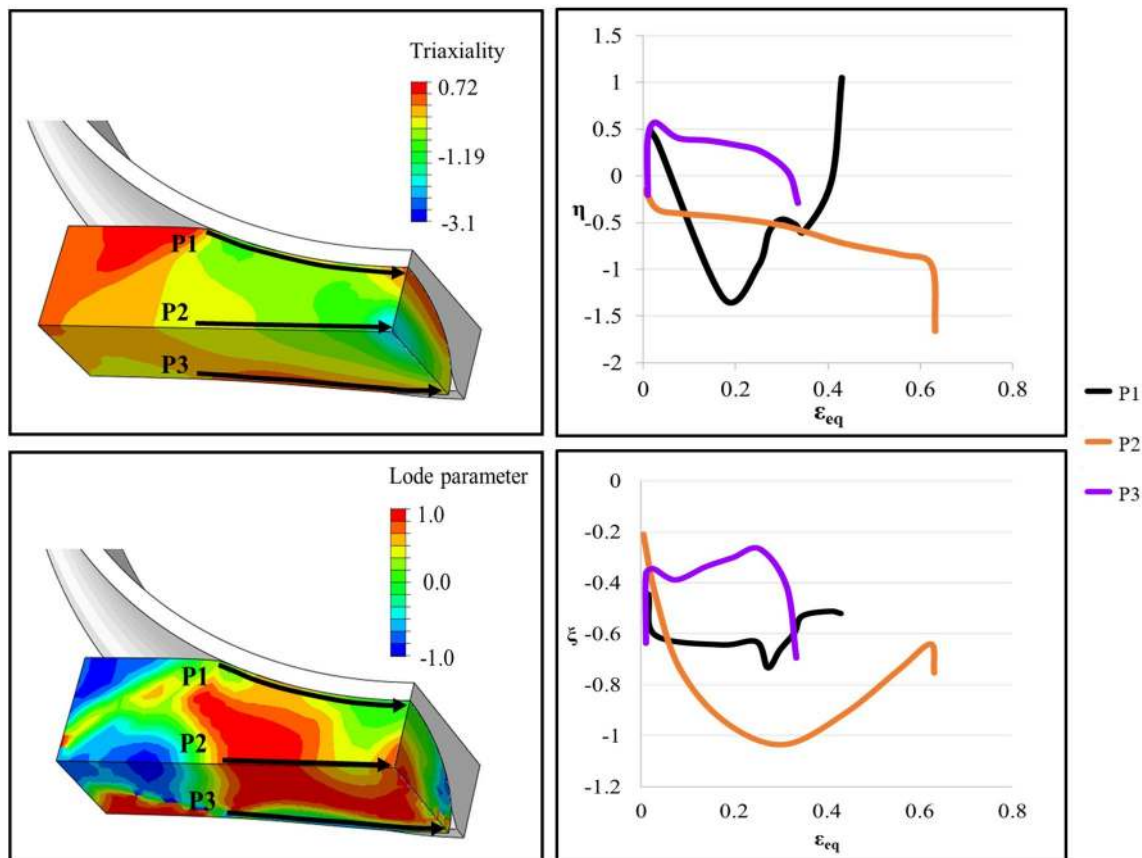 Triaxiality
0.72
-1.19
-3.1
P1
P2
P3
1.5
1
0.5
0
-0.5
-1
-1.5
-2
η
0 0.2 0.4 0.6 0.8
εeq
P1
P2
P3
Lode parameter
1.0
0.0
-1.0
P1
P2
P3
0
-0.2
-0.4
-0.6
-0.8
-1
-1.2
ξ
0 0.2 0.4 0.6 0.8
εeq